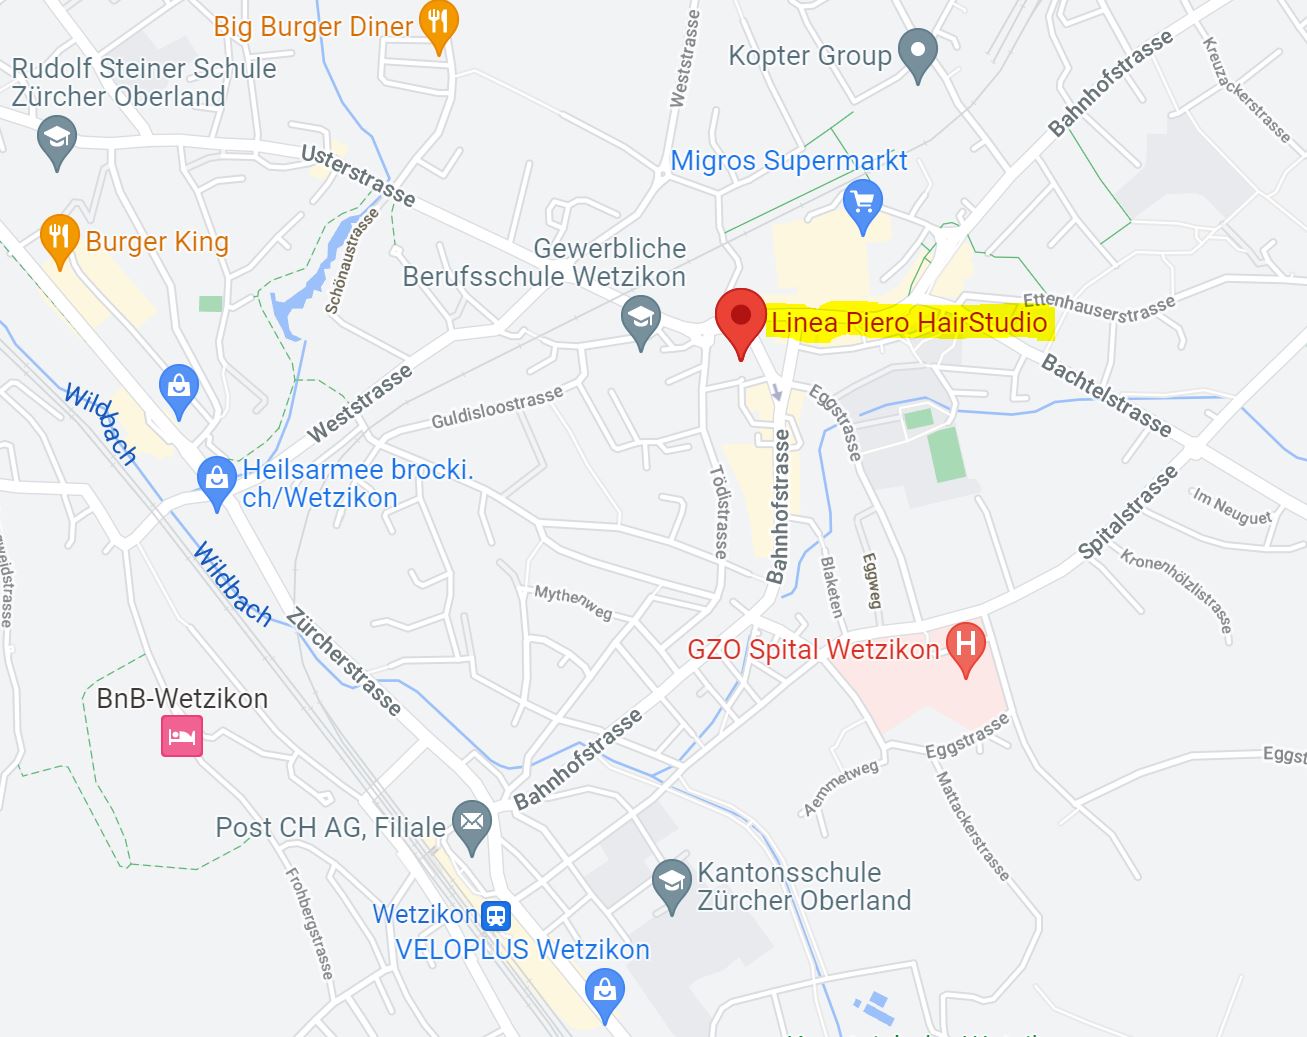 Big Burger Diner
Kopter Group
Bahnhofstrasse
Kreuzackerstrasse
Weststrasse
Rudolf Steiner Schule
Zürcher Oberland
Usterstrasse
Migros Supermarkt
Burger King
Schönaustrasse
Gewerbliche
Berufsschule Wetzikon
Linea Piero HairStudio
Ettenhauserstrasse
Bachtelstrasse
Wildbach
Weststrasse
Guldisloostrasse
Eggstrasse
Heilsarmee brocki.
ch/Wetzikon
Tödistrasse
Bahnhofstrasse
Spitalstrasse
Im Neuguet
Kronenhölzlistrasse
Wildbach
Mythenweg
Blaketen
Eggweg
Zürcherstrasse
GZO Spital Wetzikon
H
BnB-Wetzikon
Bahnhofstrasse
Eggstrasse
Aemmetweg
Mattackerstrasse
Post CH AG, Filiale
Kantonsschule
Zürcher Oberland
Frohbergstrasse
Wetzikon
VELOPLUS Wetzikon